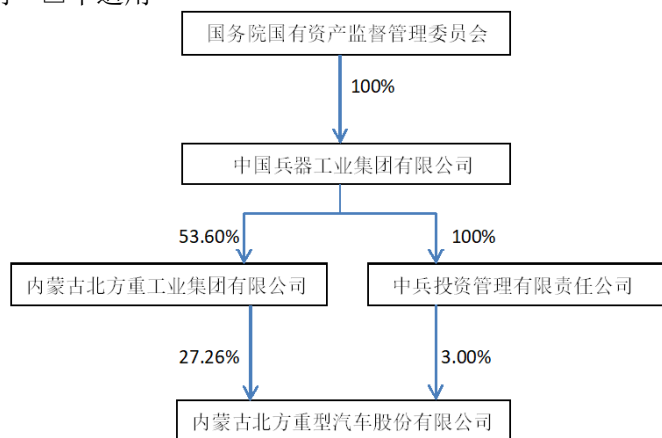 国务院国有资产监督管理委员会
100%
中国兵器工业集团有限公司
53.60%
100%
内蒙古北方重工业集团有限公司
中兵投资管理有限责任公司
27.26%
3.00%
内蒙古北方重型汽车股份有限公司